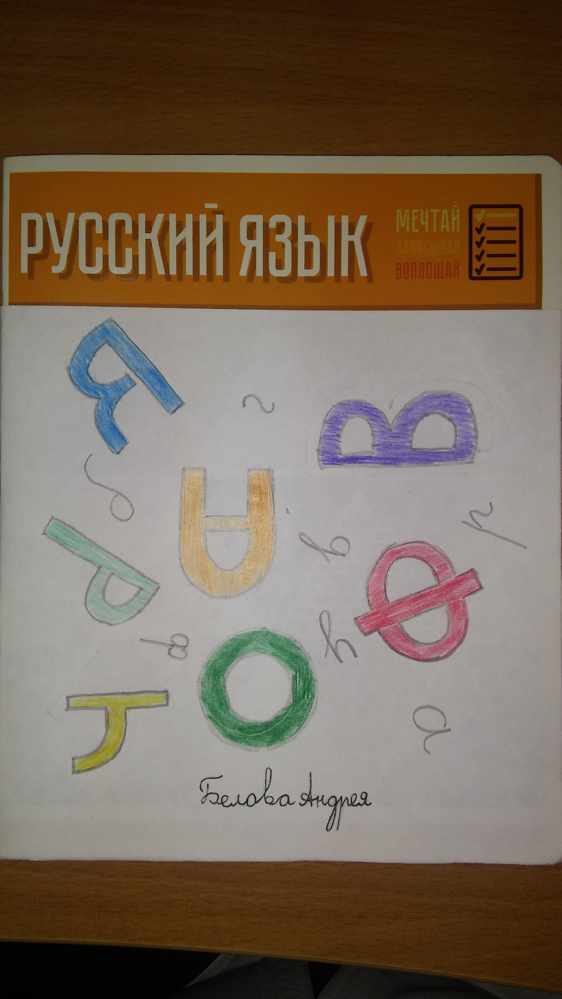 РУССКИЙ ЯЗЫК
МЕЧТАЙ
ЗАПИСЫВАЙ
ВОПЛОЩАЙ
Я
г
В
б
А
р
Р
д
Ф
ф
О
ц
а
Ч
Белова Андрея